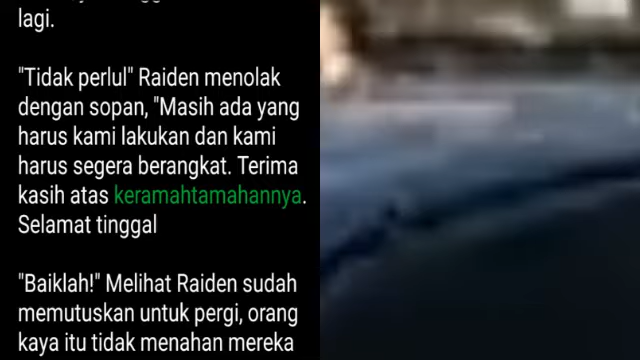 lagi.
"Tidak perlul" Raiden menolak
dengan sopan, "Masih ada yang
harus kami lakukan dan kami
harus segera berangkat. Terima
kasih atas keramahtamahannya.
Selamat tinggal
"Baiklah!" Melihat Raiden sudah
memutuskan untuk pergi, orang
kaya itu tidak menahan mereka